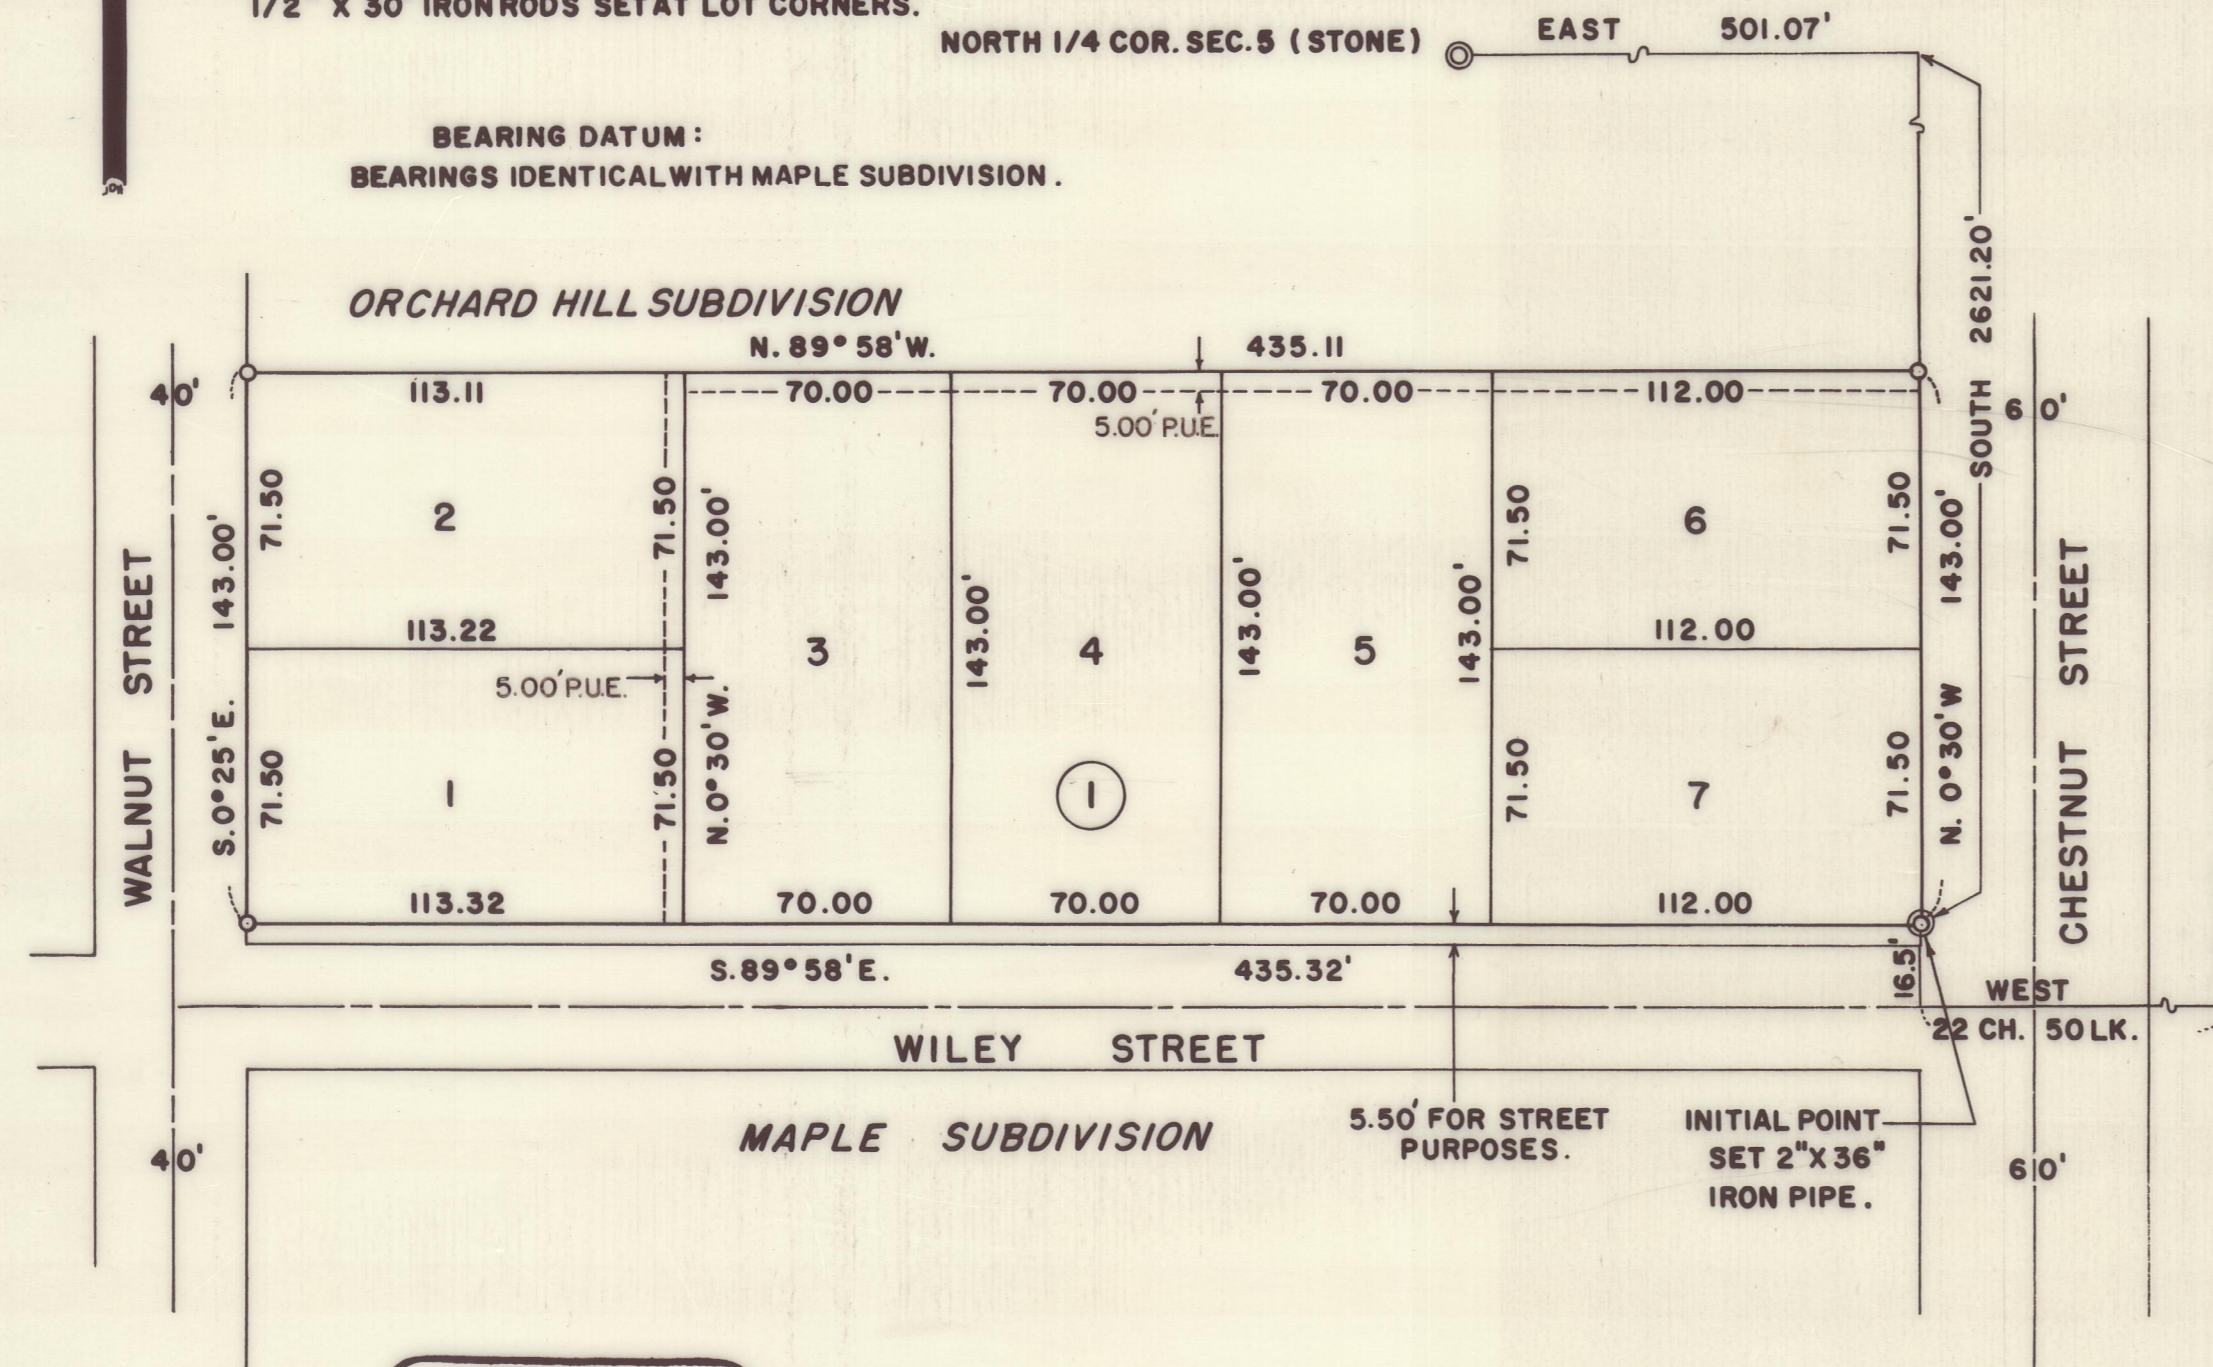 1/2" X 30" IRON RODS SET AT LOT CORNERS.
NORTH 1/4 COR. SEC. 5 (STONE)
EAST 501.07'
BEARING DATUM:
BEARINGS IDENTICAL WITH MAPLE SUBDIVISION.
SOUTH 2621.20'
ORCHARD HILL SUBDIVISION
N. 89° 58' W. 435.11
40'
113.11
70.00
70.00
70.00
112.00
60'
5.00' P.U.E.
71.50
71.50
143.00'
71.50
71.50
143.00'
143.00'
2
6
143.00'
143.00'
143.00'
113.22
112.00
3
4
5
5.00' P.U.E.
WALNUT STREET
S. 0° 25' E.
71.50
71.50
N. 0° 30' W.
71.50
71.50
N. 0° 30' W
CHESTNUT STREET
1
1
7
113.32
70.00
70.00
70.00
112.00
S. 89° 58' E. 435.32'
16.5'
WEST
22 CH. 50 LK.
WILEY STREET
MAPLE SUBDIVISION
5.50' FOR STREET
PURPOSES.
INITIAL POINT
SET 2" X 36"
IRON PIPE.
40'
60'